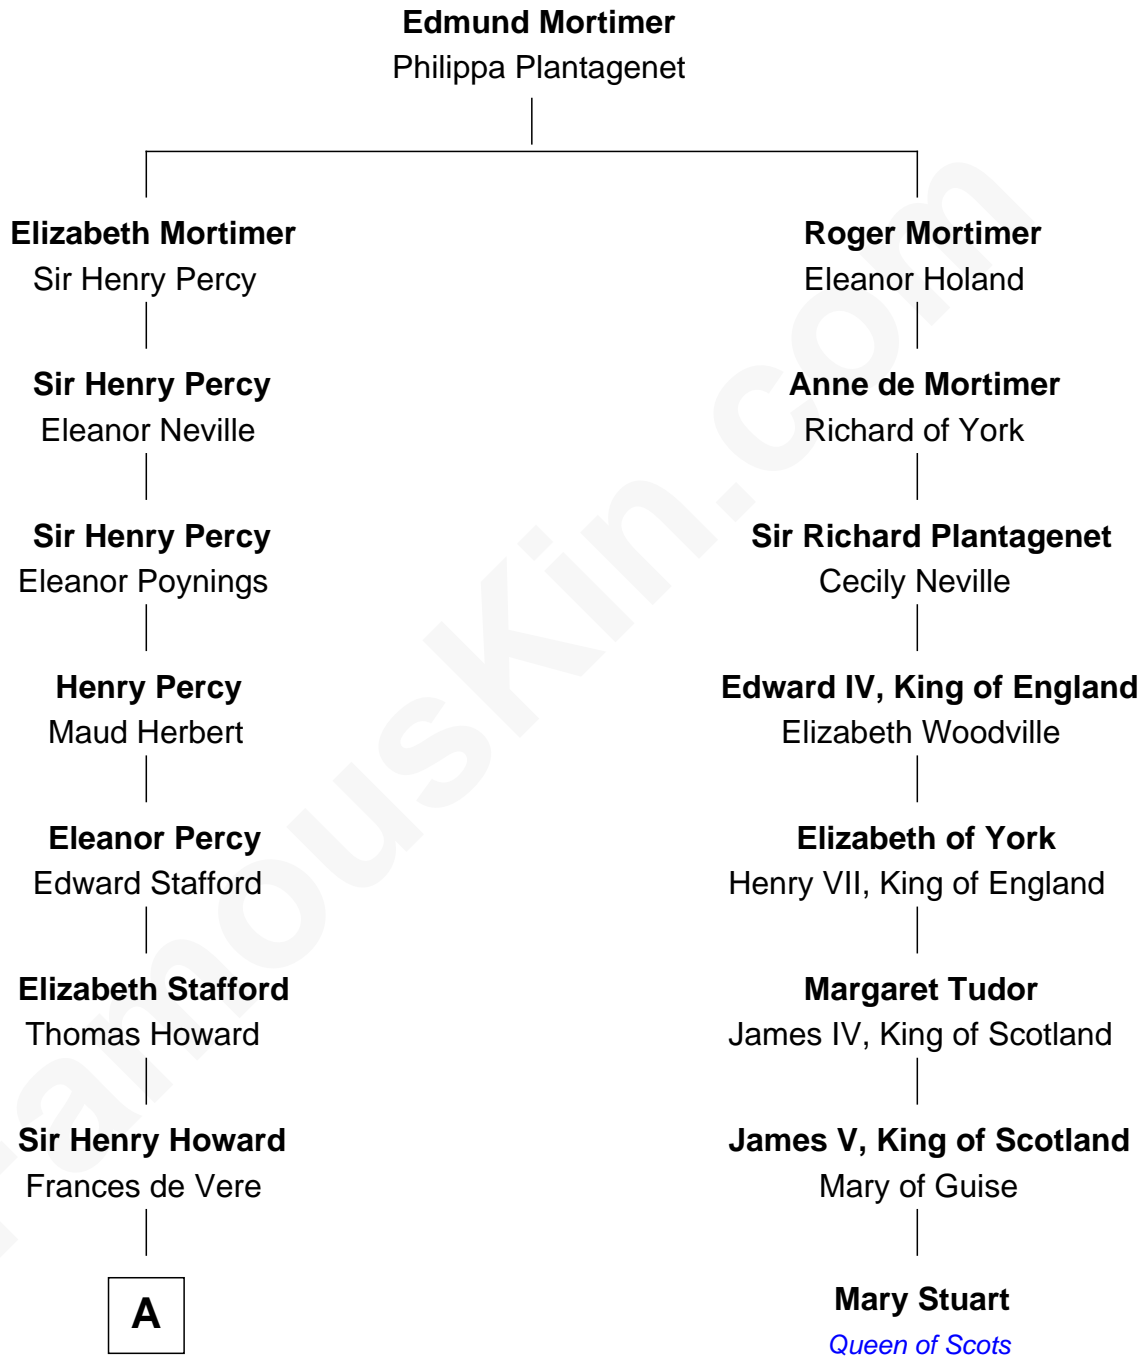 Edmund Mortimer
Philippa Plantagenet
Elizabeth Mortimer
Sir Henry Percy
Sir Henry Percy
Eleanor Neville
Sir Henry Percy
Eleanor Poynings
Henry Percy
Maud Herbert
Eleanor Percy
Edward Stafford
Elizabeth Stafford
Thomas Howard
Sir Henry Howard
Frances de Vere
A
Roger Mortimer
Eleanor Holand
Anne de Mortimer
Richard of York
Sir Richard Plantagenet
Cecily Neville
Edward IV, King of England
Elizabeth Woodville
Elizabeth of York
Henry VII, King of England
Margaret Tudor
James IV, King of Scotland
James V, King of Scotland
Mary of Guise
Mary Stuart
Queen of Scots
FamousKin.com